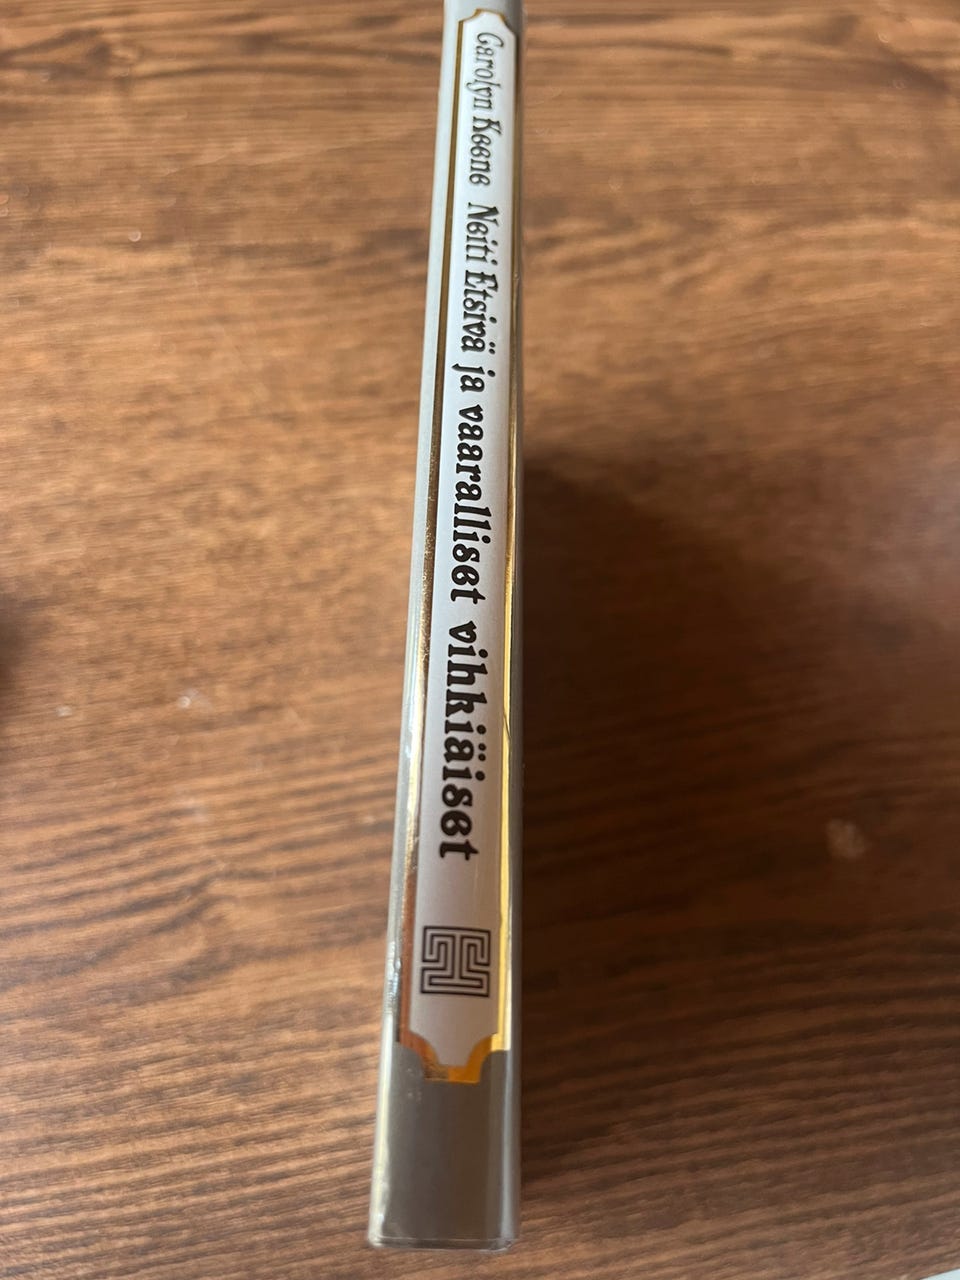 Carolyn Keene Neiti Etsivä ja vaaralliset vihkiäiset